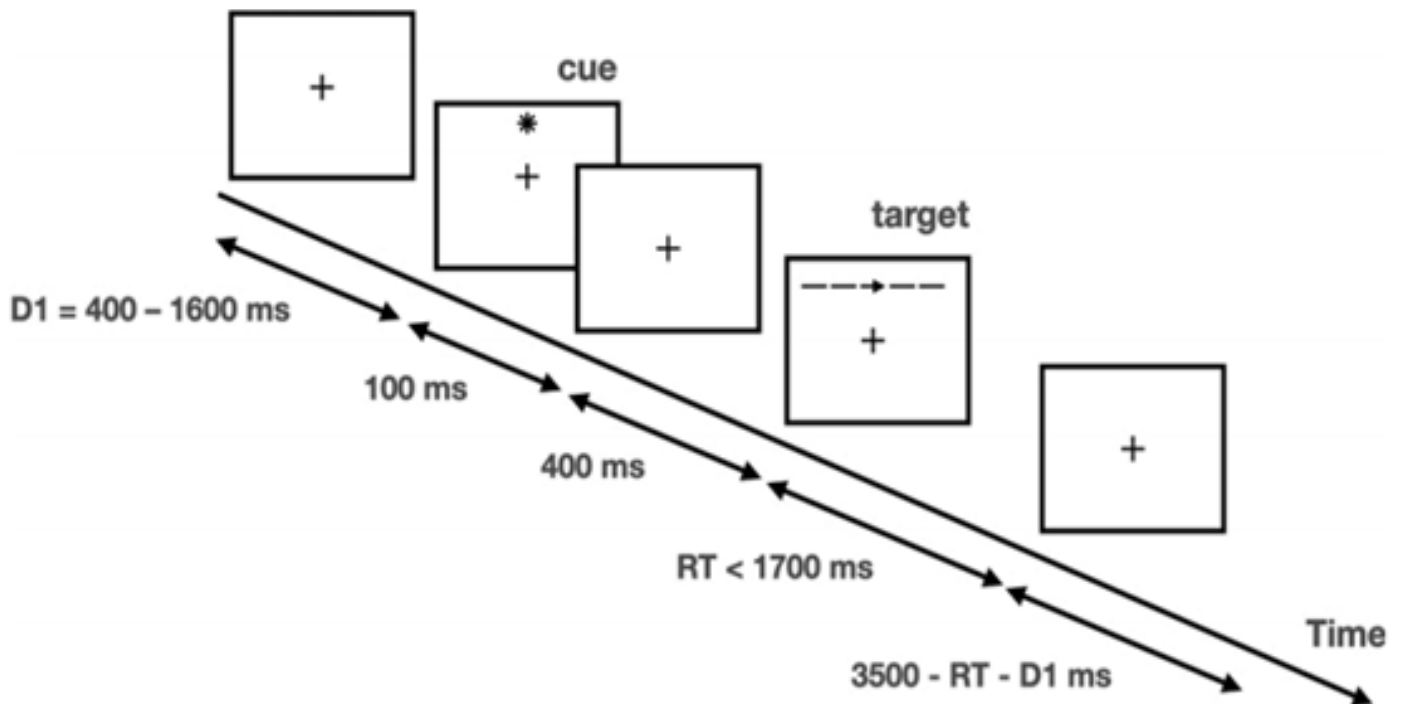 cue
target
D1 = 400 – 1600 ms
100 ms
400 ms
RT < 1700 ms
3500 - RT - D1 ms
Time